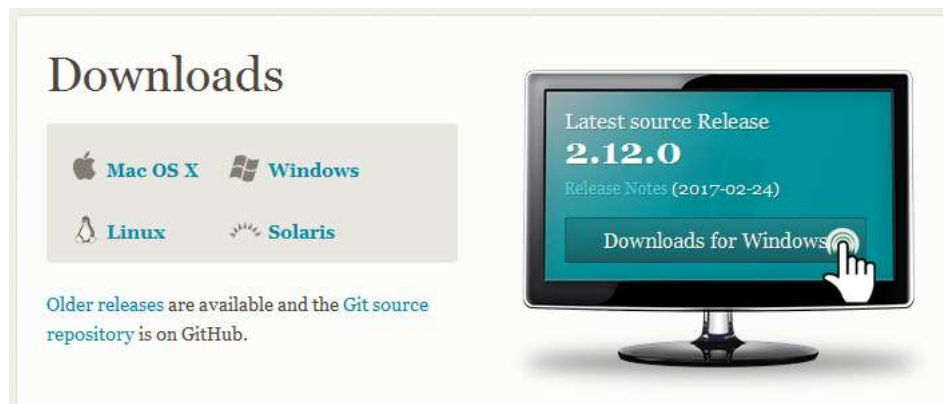 Downloads
Mac OS X
Windows
Linux
Solaris
Older releases are available and the Git source
repository is on GitHub.
Latest source Release
2.12.0
Release Notes (2017-02-24)
Downloads for Windows